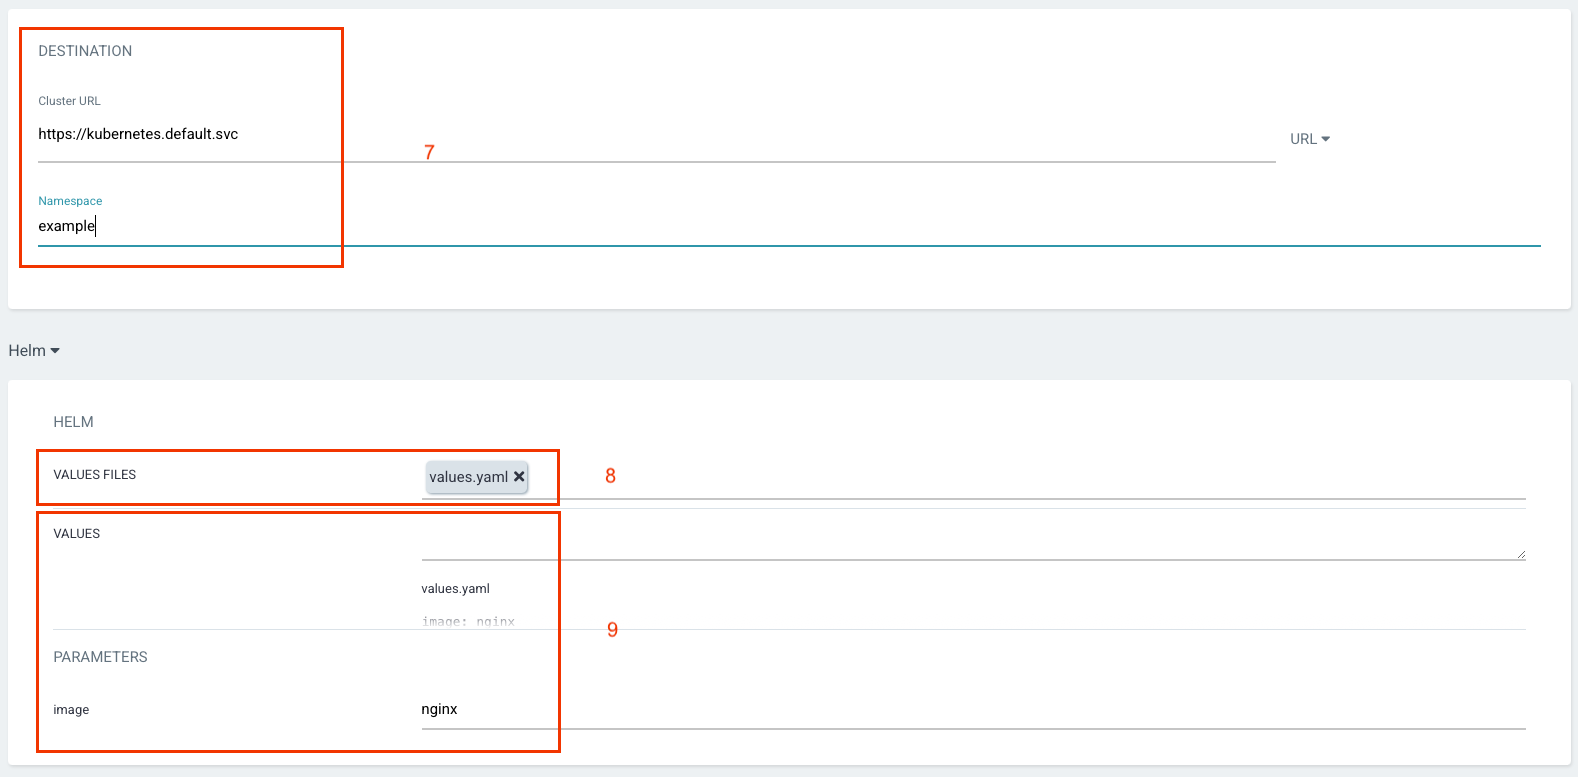 DESTINATION
Cluster URL
https://kubernetes.default.svc
URL
7
Namespace
example
Helm
HELM
VALUES FILES
values.yaml
8
VALUES
values.yaml
image: nginx
9
PARAMETERS
image
nginx